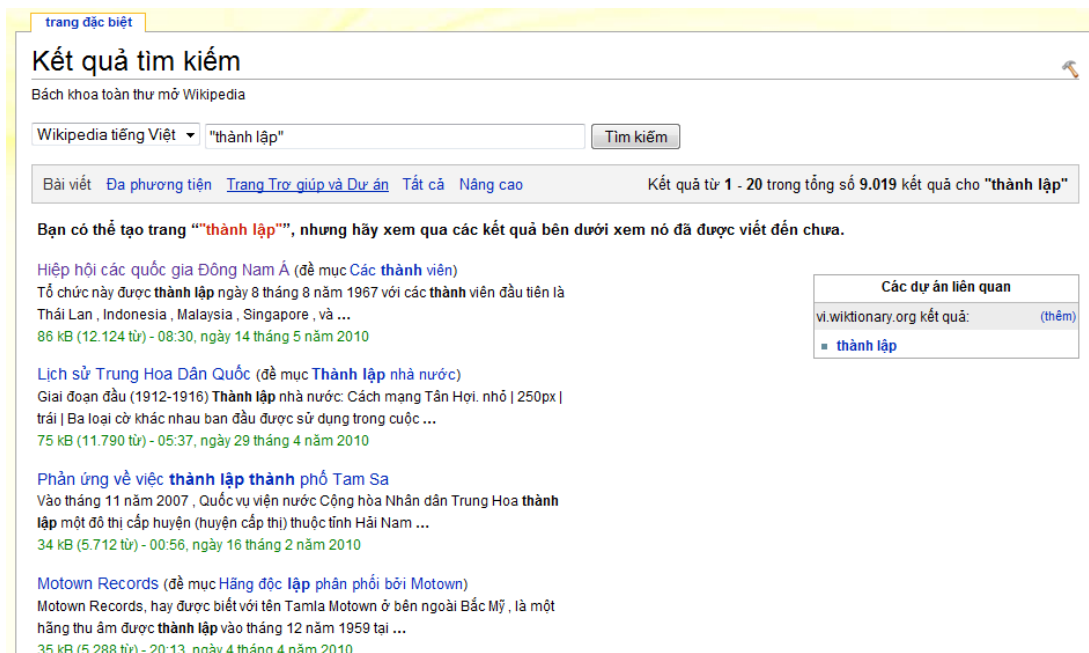 trang đặc biệt
Kết quả tìm kiếm
Bách khoa toàn thư mở Wikipedia
Wikipedia tiếng Việt "thành lập" Tìm kiếm
Bài viết Đa phương tiện Trang Trợ giúp và Dự án Tất cả Nâng cao Kết quả từ 1 - 20 trong tổng số 9.019 kết quả cho "thành lập"
Bạn có thể tạo trang “"thành lập"”, nhưng hãy xem qua các kết quả bên dưới xem nó đã được viết đến chưa.
Hiệp hội các quốc gia Đông Nam Á (đề mục Các thành viên)
Tổ chức này được thành lập ngày 8 tháng 8 năm 1967 với các thành viên đầu tiên là
Thái Lan , Indonesia , Malaysia , Singapore , và ...
86 kB (12.124 từ) - 08:30, ngày 14 tháng 5 năm 2010
Các dự án liên quan
vi.wiktionary.org kết quả: (thêm)
thành lập
Lịch sử Trung Hoa Dân Quốc (đề mục Thành lập nhà nước)
Giai đoạn đầu (1912-1916) Thành lập nhà nước: Cách mạng Tân Hợi. nhỏ | 250px |
trái | Ba loại cờ khác nhau ban đầu được sử dụng trong cuộc ...
75 kB (11.790 từ) - 05:37, ngày 29 tháng 4 năm 2010
Phản ứng về việc thành lập thành phố Tam Sa
Vào tháng 11 năm 2007 , Quốc vụ viện nước Cộng hòa Nhân dân Trung Hoa thành
lập một đô thị cấp huyện (huyện cấp thị) thuộc tỉnh Hải Nam ...
34 kB (5.712 từ) - 00:56, ngày 16 tháng 2 năm 2010
Motown Records (đề mục Hãng độc lập phân phối bởi Motown)
Motown Records, hay được biết với tên Tamla Motown ở bên ngoài Bắc Mỹ , là một
hãng thu âm được thành lập vào tháng 12 năm 1959 tại ...
35 kB (5.288 từ) - 20:13, ngày 4 tháng 4 năm 2010